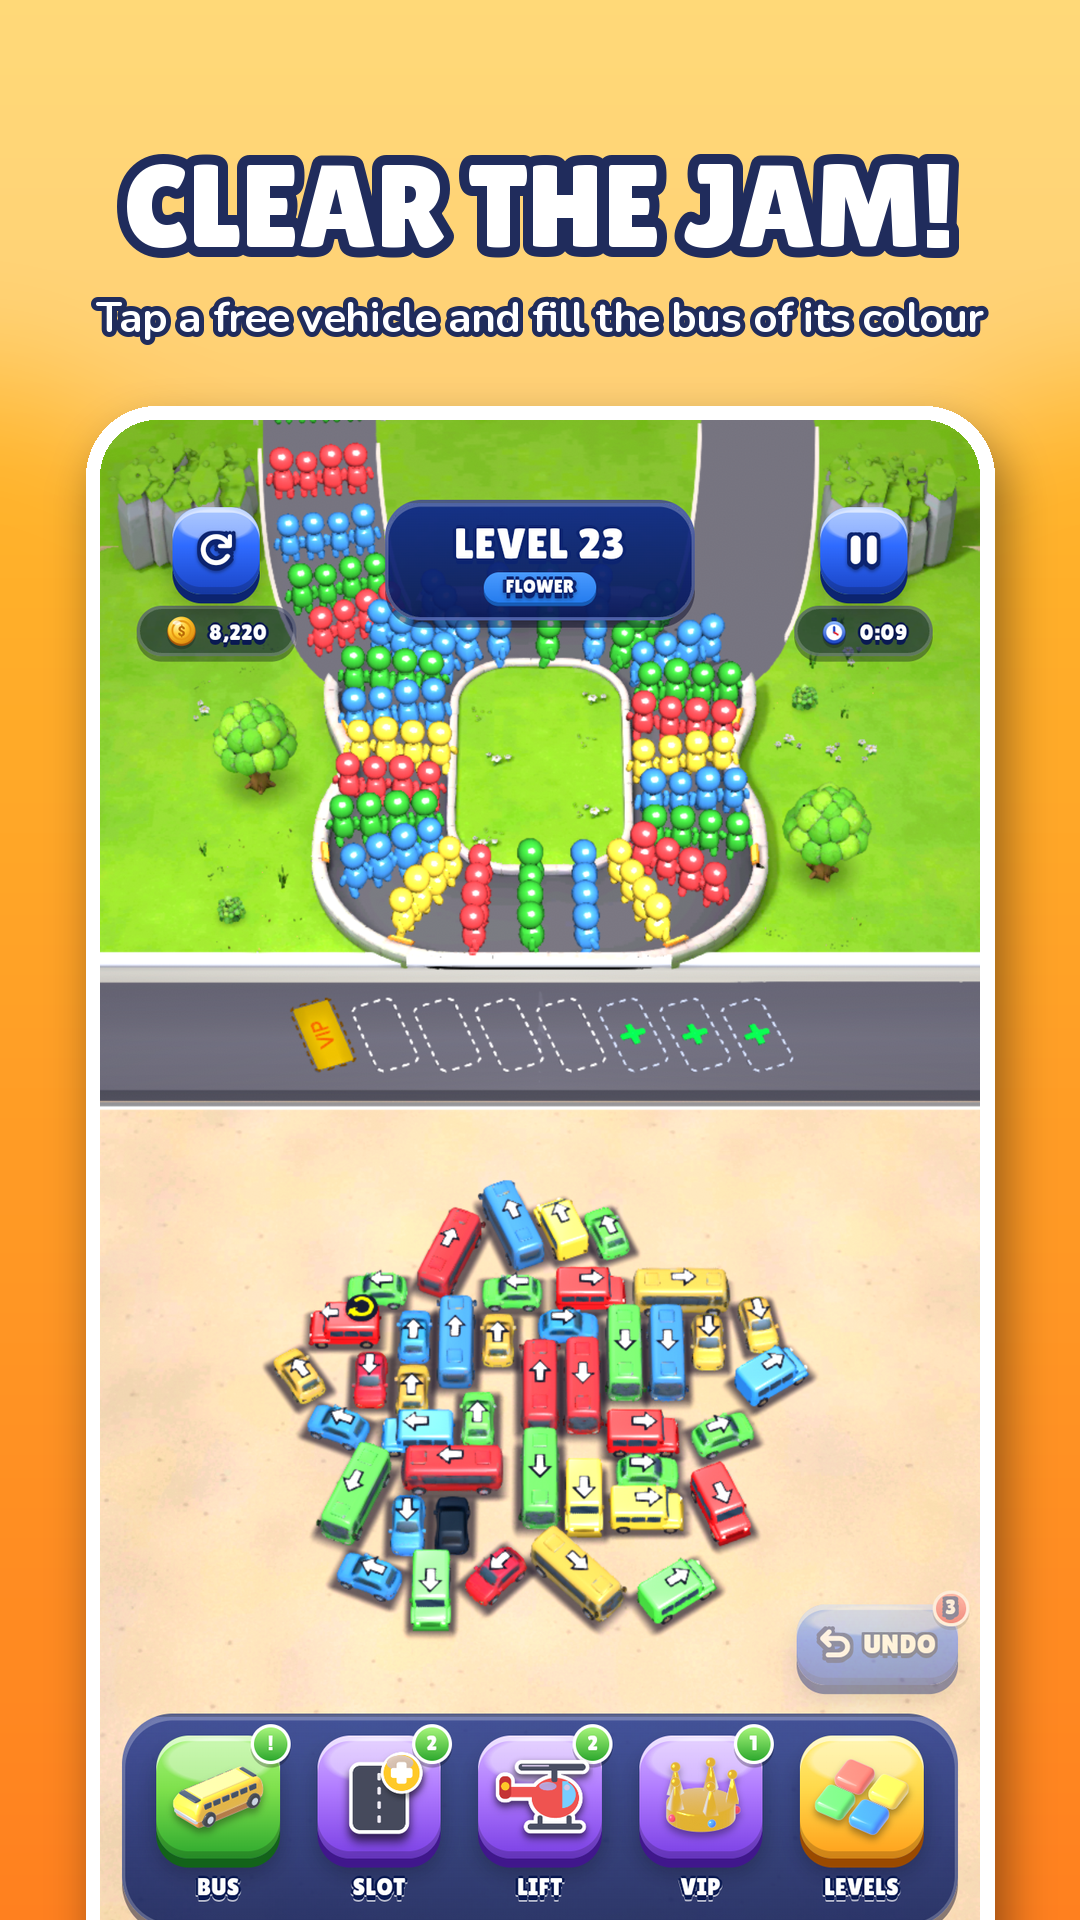 CLEAR THE JAM!
Tap a free vehicle and fill the bus of its colour
LEVEL 23
FLOWER
8,220
0:09
VIP
3
UNDO
!
2
2
1
BUS
SLOT
LIFT
VIP
LEVELS